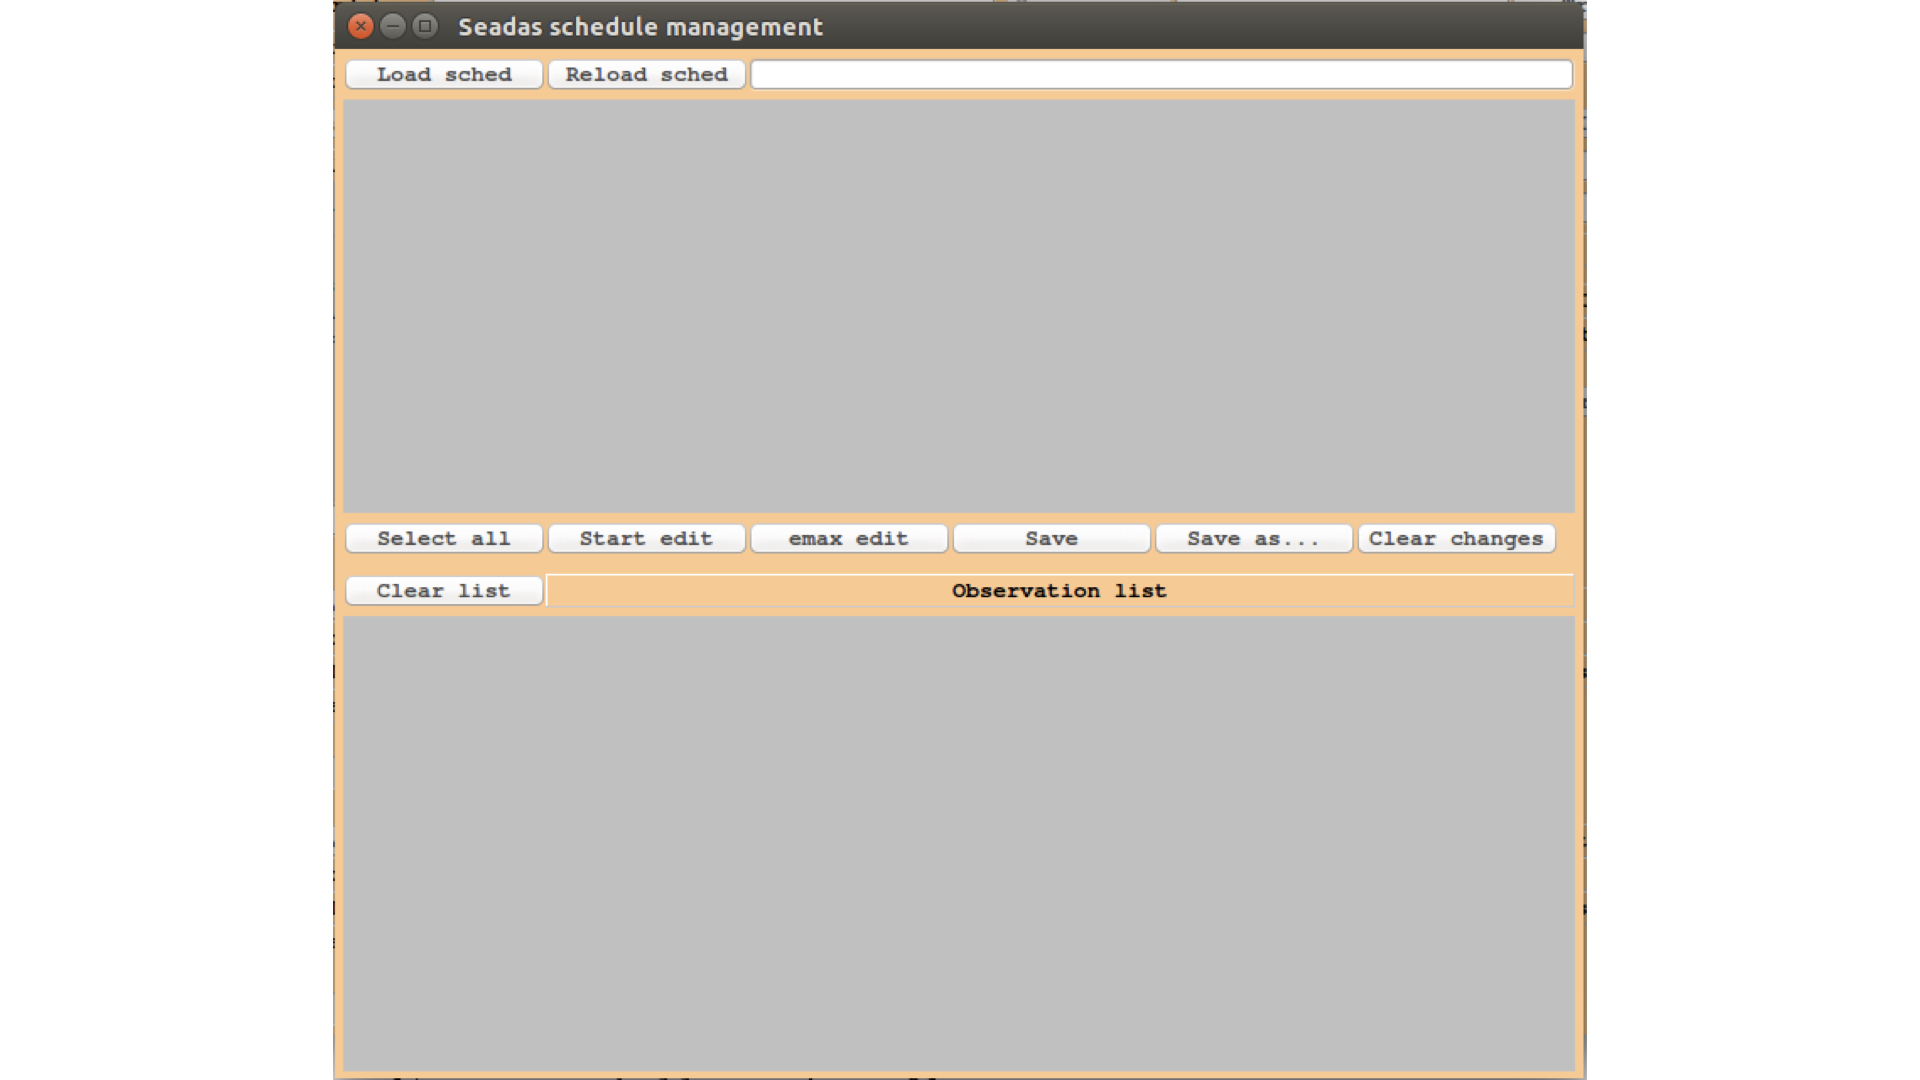 Seadas schedule management
Load sched Reload sched
Select all Start edit emax edit Save Save as... Clear changes
Clear list Observation list